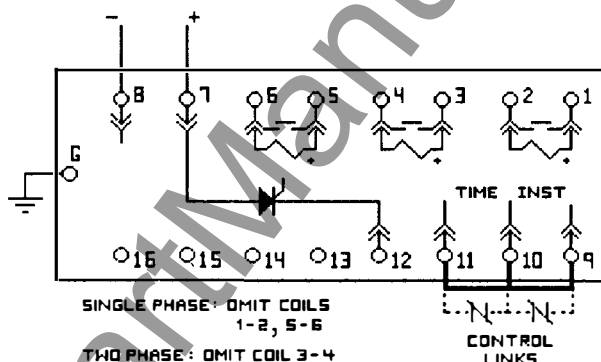 - +
8 7 6 5 4 3 2 1
+ + +
G
TIME INST
16 15 14 13 12 11 10 9
SINGLE PHASE: OMIT COILS
1-2, 5-6
TWO PHASE: OMIT COIL 3-4
CONTROL
LINKS